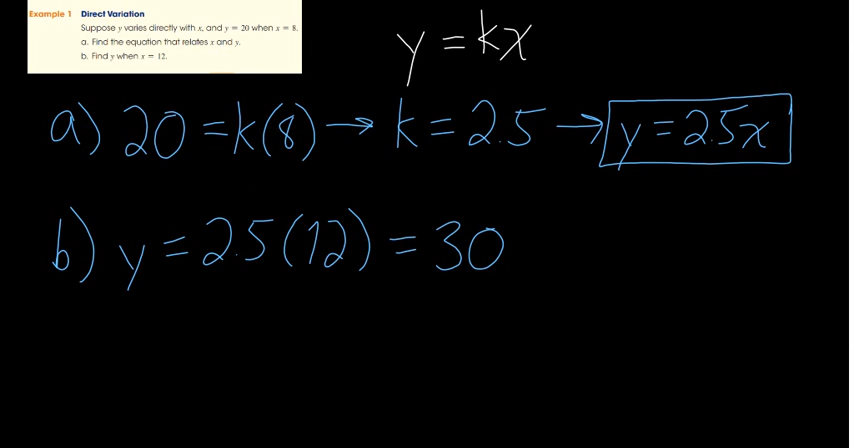 Example 1 Direct Variation
Suppose y varies directly with x, and y = 20 when x = 8.
a. Find the equation that relates x and y.
b. Find y when x = 12.
y = kx
a) 20 = k(8) → k = 2.5 → y = 2.5x
b) y = 2.5(12) = 30